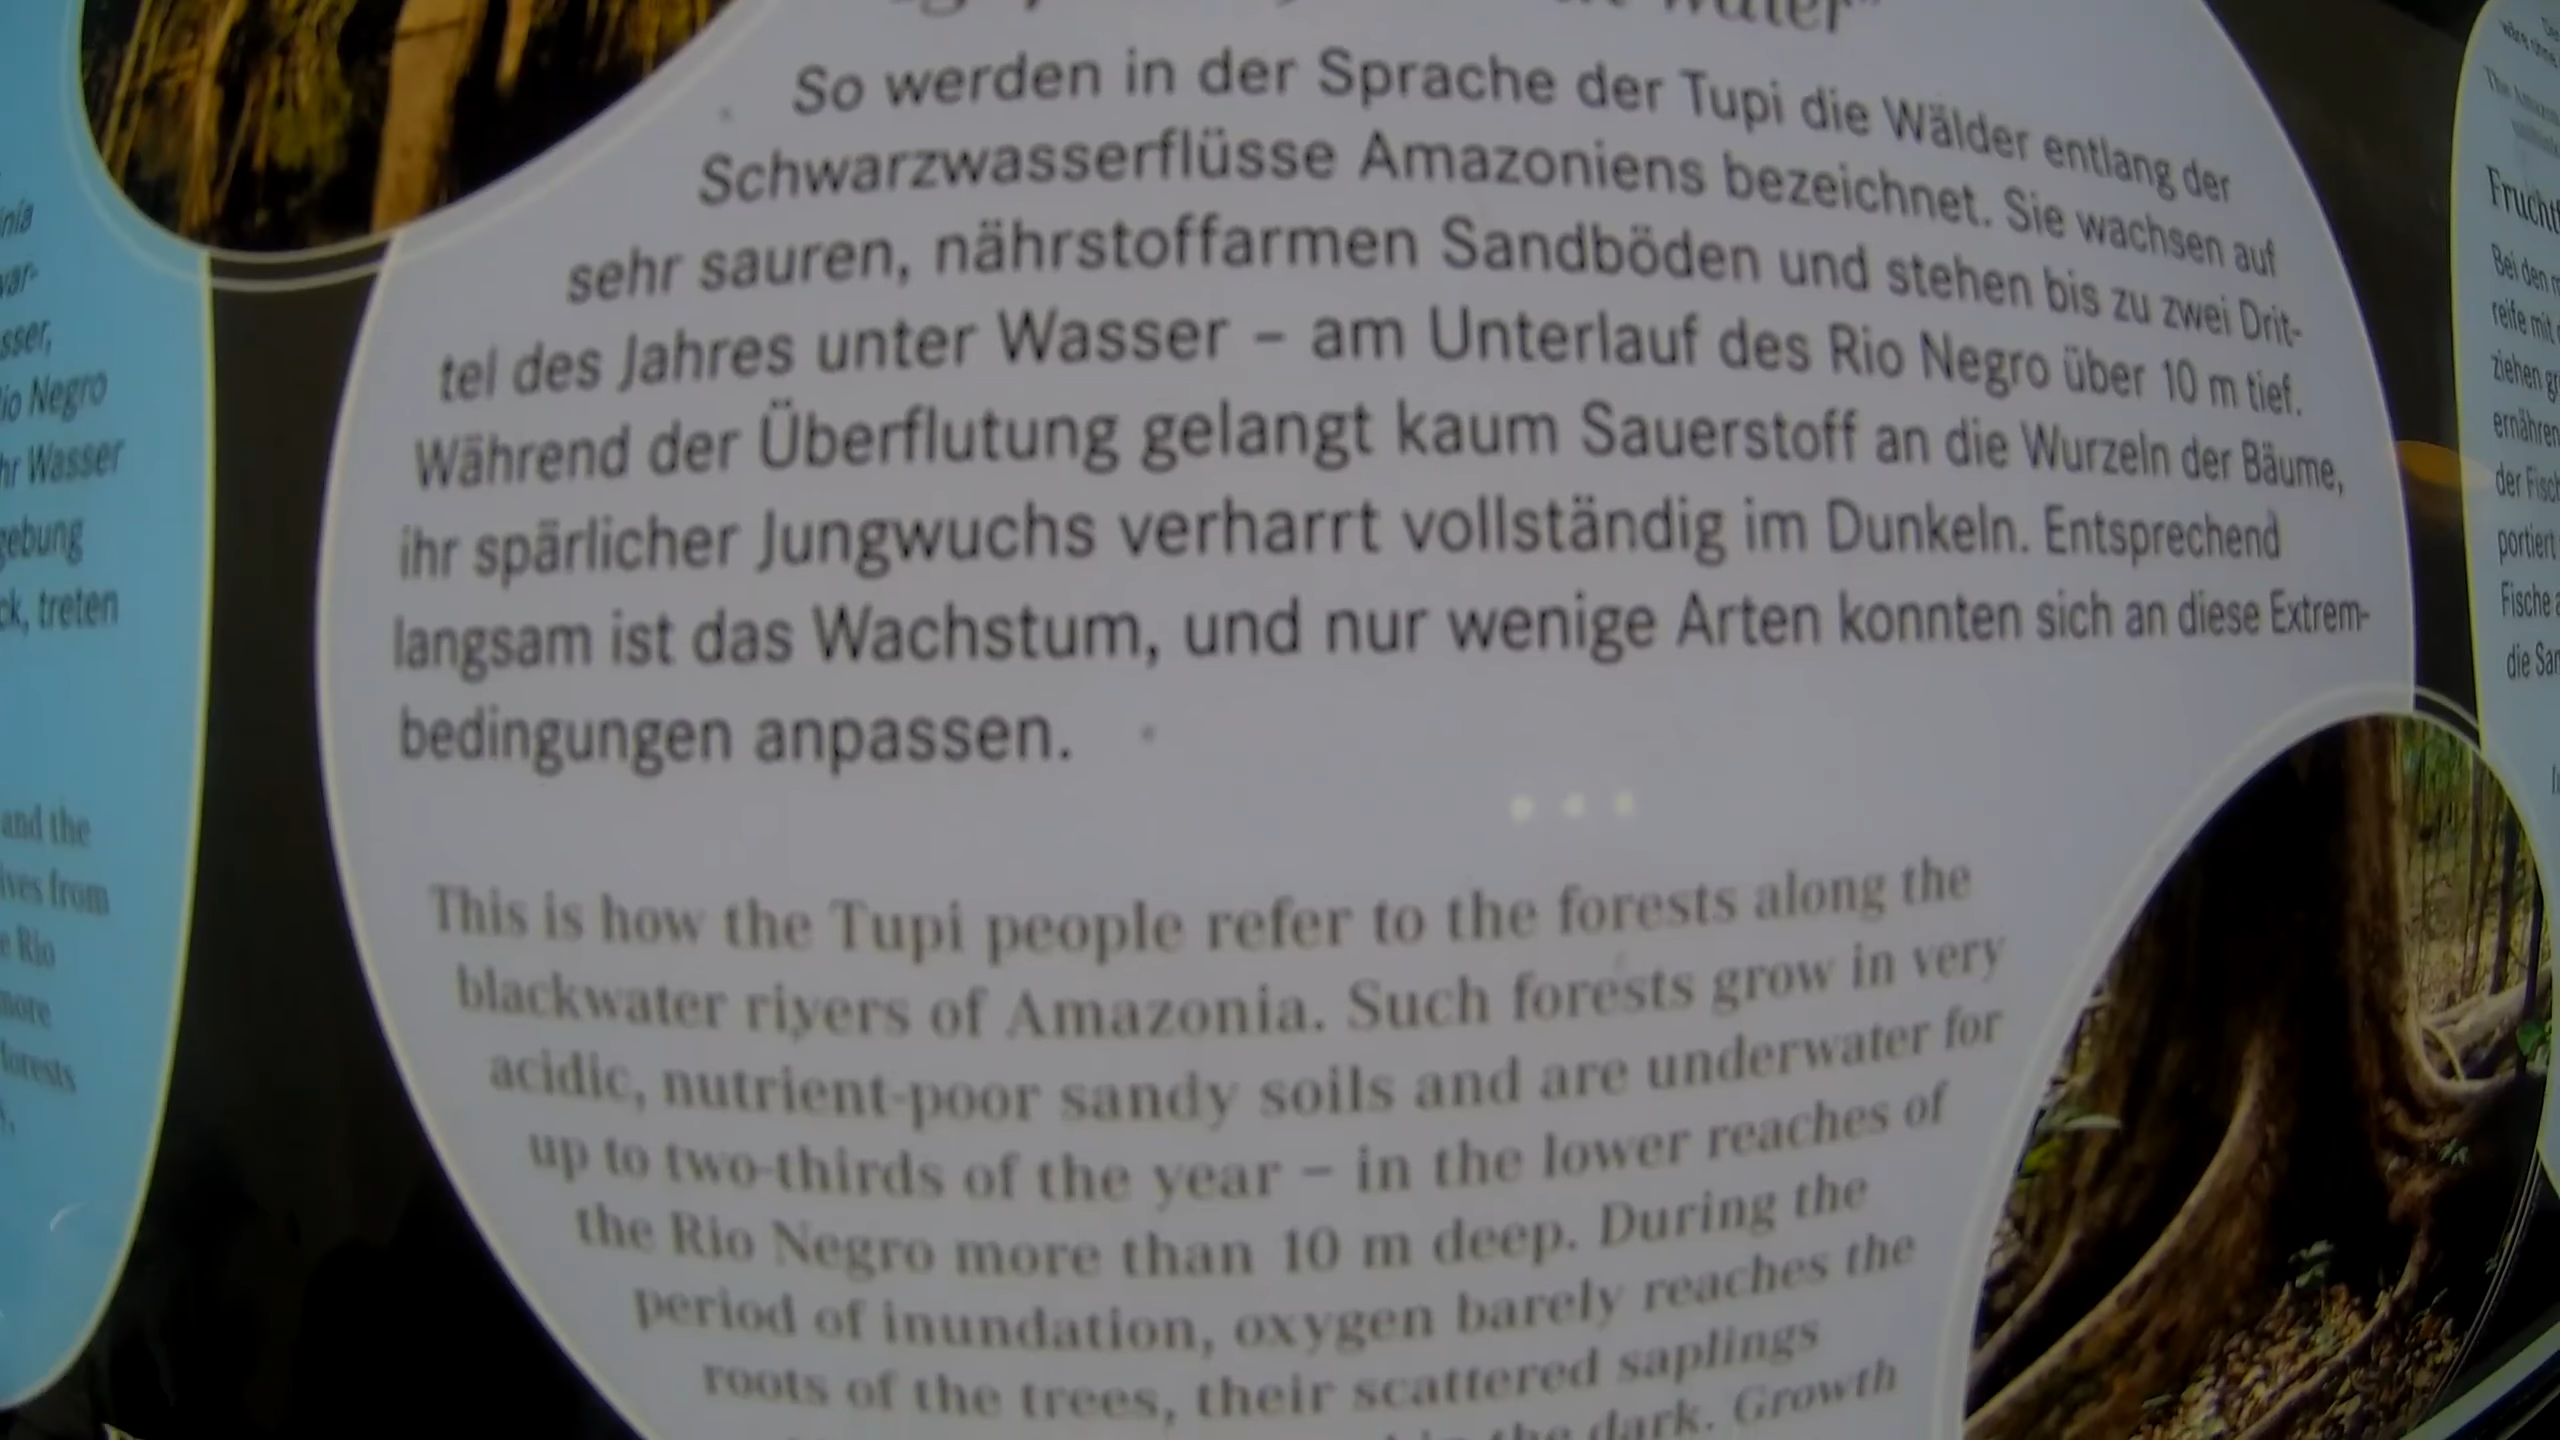 water"
So werden in der Sprache der Tupi die Wälder entlang der
Schwarzwasserflüsse Amazoniens bezeichnet. Sie wachsen auf
sehr sauren, nährstoffarmen Sandböden und stehen bis zu zwei Drit-
tel des Jahres unter Wasser – am Unterlauf des Rio Negro über 10 m tief.
Während der Überflutung gelangt kaum Sauerstoff an die Wurzeln der Bäume,
ihr spärlicher Jungwuchs verharrt vollständig im Dunkeln. Entsprechend
langsam ist das Wachstum, und nur wenige Arten konnten sich an diese Extrem-
bedingungen anpassen.
This is how the Tupi people refer to the forests along the
blackwater rivers of Amazonia. Such forests grow in very
acidic, nutrient-poor sandy soils and are underwater for
up to two-thirds of the year – in the lower reaches of
the Rio Negro more than 10 m deep. During the
period of inundation, oxygen barely reaches the
roots of the trees, their scattered saplings
the dark. Growth
Negro
Wasser
treten
and the
from
Rio
Bei den
reife mit
ziehen
ernähren
der
portiert
Fische
die